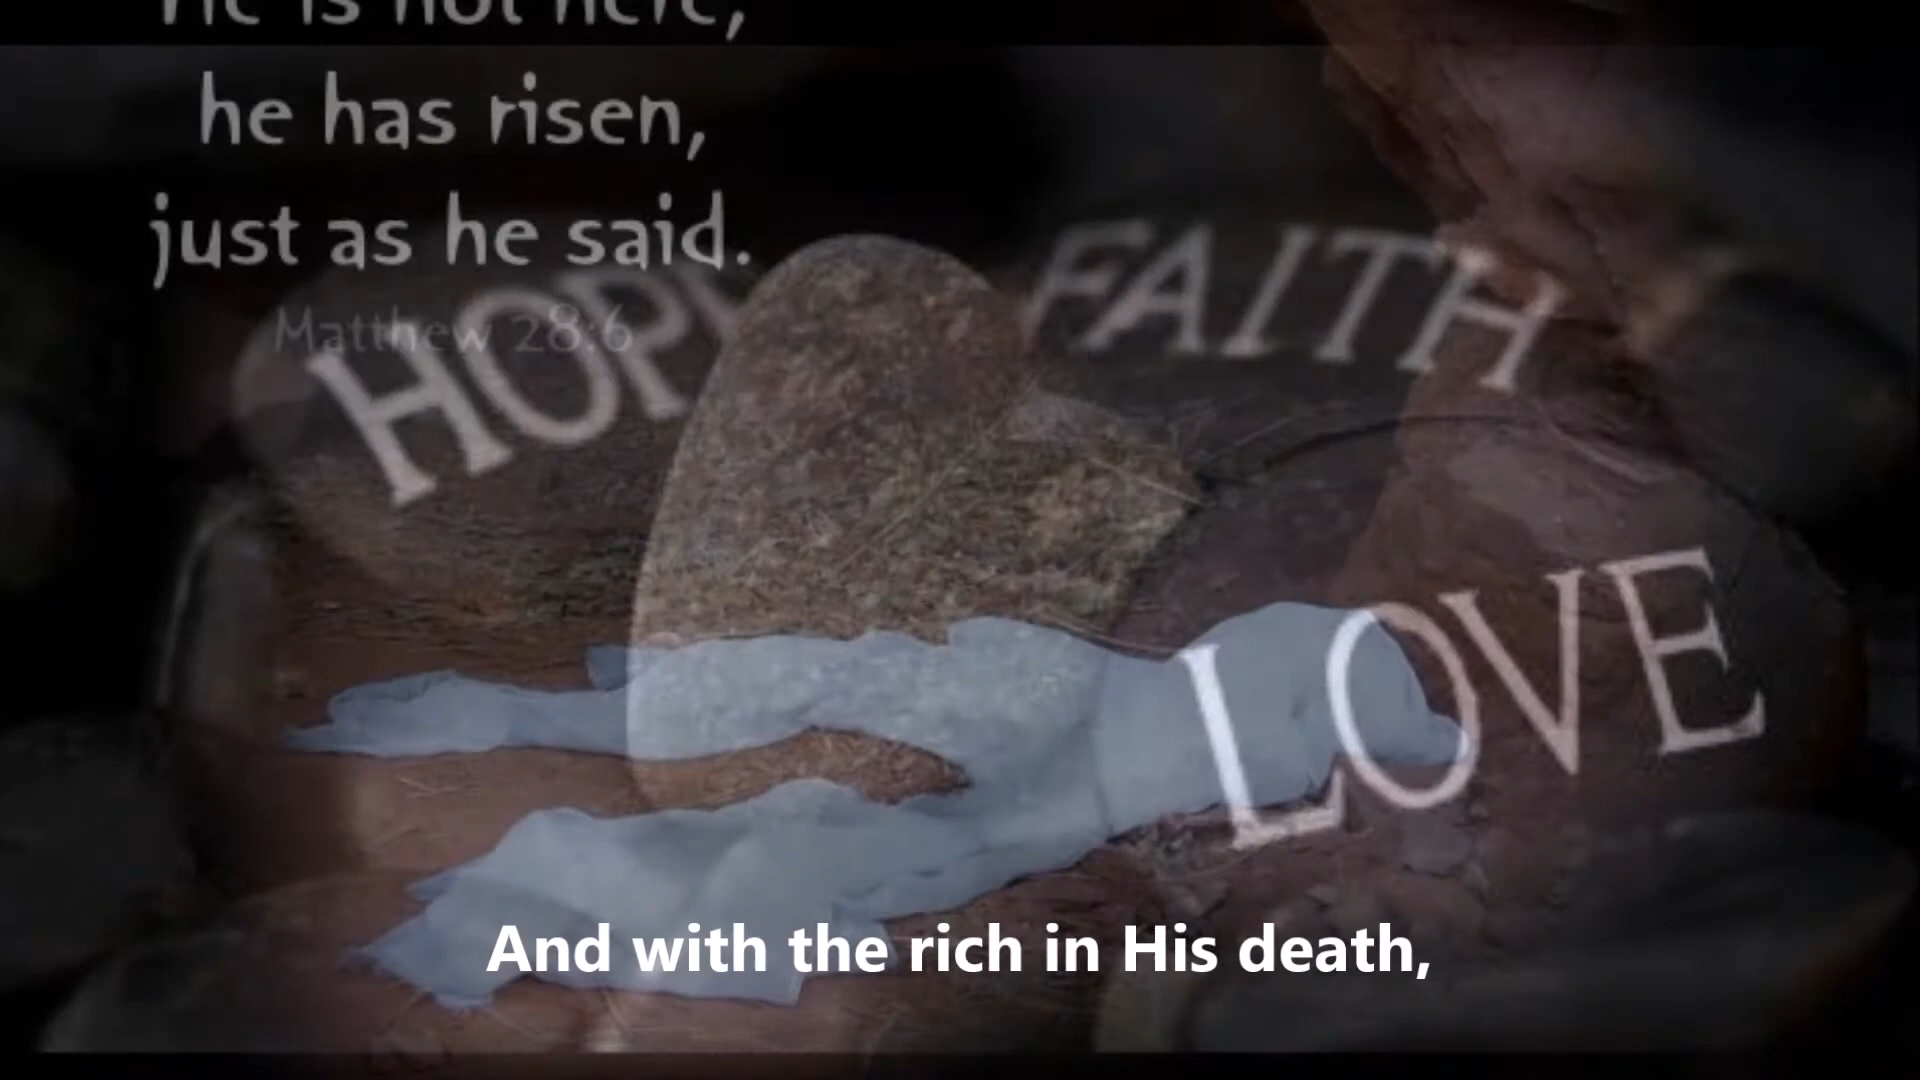 He is not here,
he has risen,
just as he said.
Matthew 28:6
HOPE
FAITH
LOVE
And with the rich in His death,